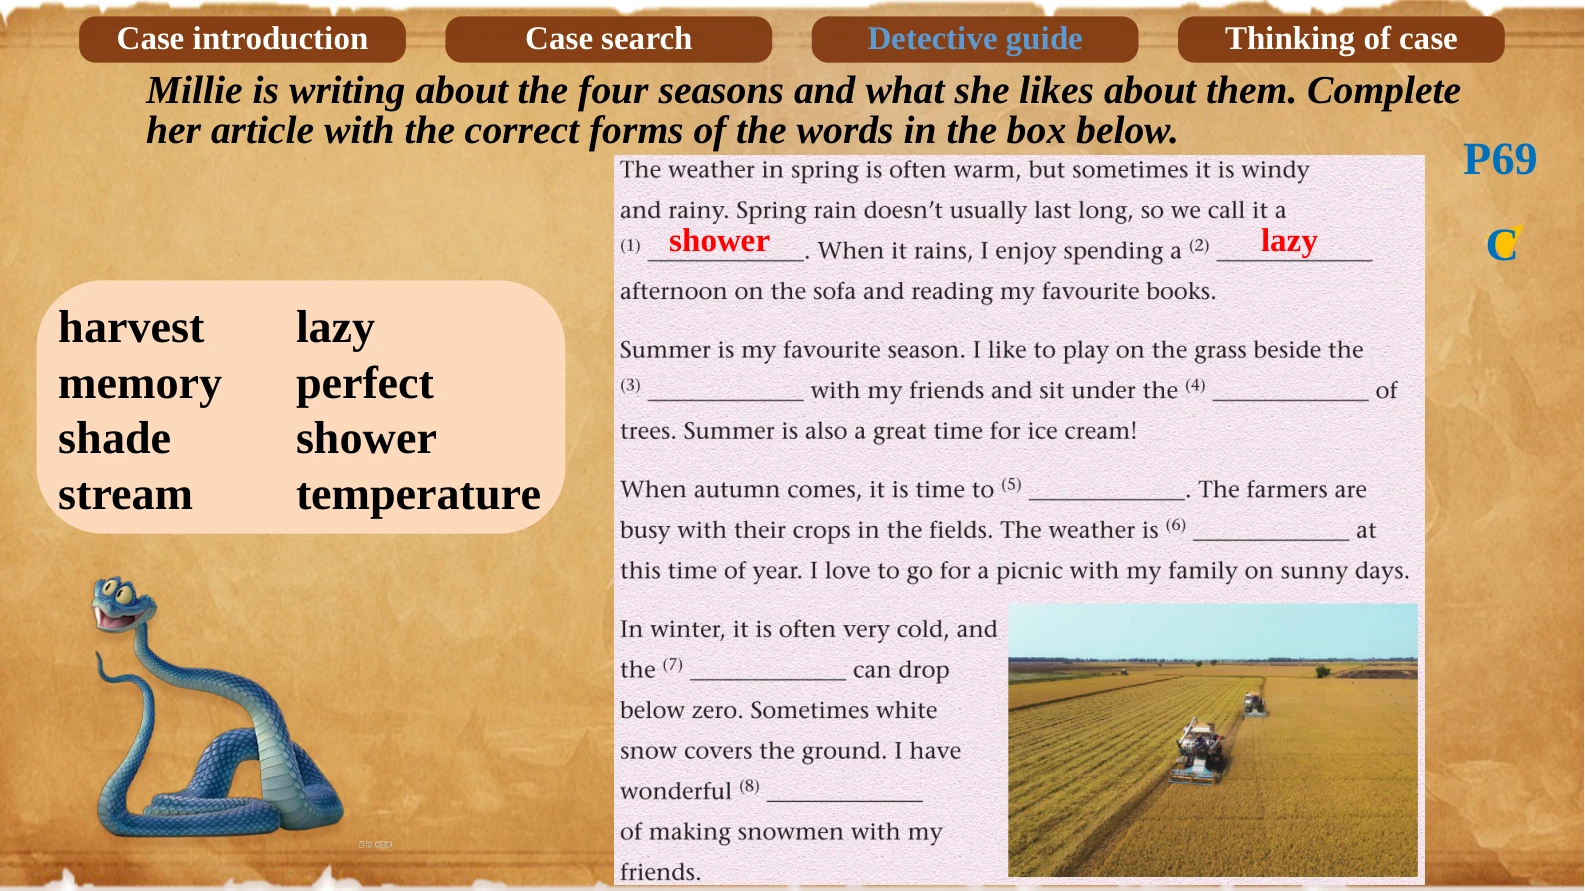 Case introduction Case search Detective guide Thinking of case
Millie is writing about the four seasons and what she likes about them. Complete
her article with the correct forms of the words in the box below.
P69
C
harvest lazy
memory perfect
shade shower
stream temperature
The weather in spring is often warm, but sometimes it is windy
and rainy. Spring rain doesn’t usually last long, so we call it a
(1) shower. When it rains, I enjoy spending a (2) lazy
afternoon on the sofa and reading my favourite books.
Summer is my favourite season. I like to play on the grass beside the
(3) ____________ with my friends and sit under the (4) ____________ of
trees. Summer is also a great time for ice cream!
When autumn comes, it is time to (5) ____________. The farmers are
busy with their crops in the fields. The weather is (6) ____________ at
this time of year. I love to go for a picnic with my family on sunny days.
In winter, it is often very cold, and
the (7) ____________ can drop
below zero. Sometimes white
snow covers the ground. I have
wonderful (8) ____________
of making snowmen with my
friends.